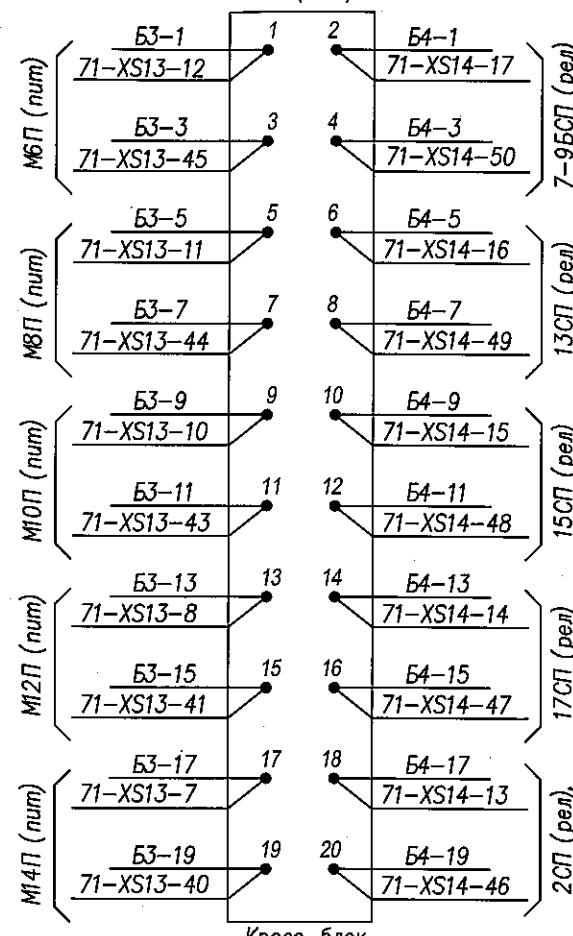 Б3-1 1 2 Б4-1
71-XS13-12 71-XS14-17
М6П (пит) 7-9БСП (рел)
Б3-3 3 4 Б4-3
71-XS13-45 71-XS14-50
Б3-5 5 6 Б4-5
71-XS13-11 71-XS14-16
М8П (пит) 13СП (рел)
Б3-7 7 8 Б4-7
71-XS13-44 71-XS14-49
Б3-9 9 10 Б4-9
71-XS13-10 71-XS14-15
М10П (пит) 15СП (рел)
Б3-11 11 12 Б4-11
71-XS13-43 71-XS14-48
Б3-13 13 14 Б4-13
71-XS13-8 71-XS14-14
М12П (пит) 17СП (рел)
Б3-15 15 16 Б4-15
71-XS13-41 71-XS14-47
Б3-17 17 18 Б4-17
71-XS13-7 71-XS14-13
М14П (пит) 2СП (рел),
Б3-19 19 20 Б4-19
71-XS13-40 71-XS14-46